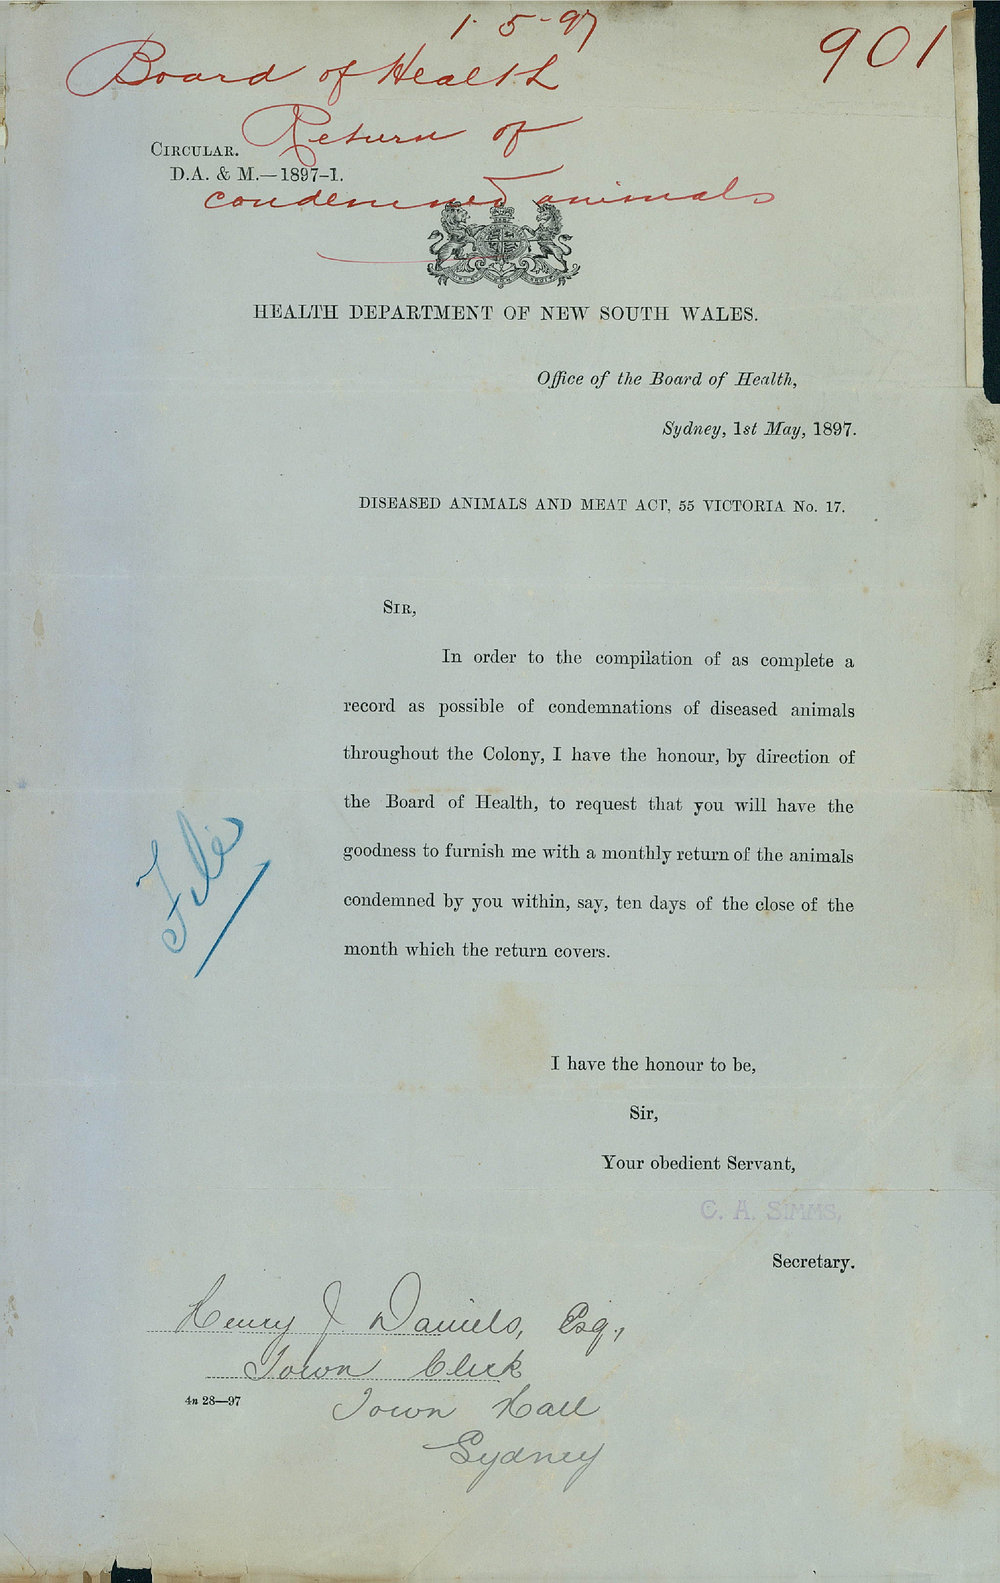 1-5-97
901
Board of Health
Return of
CIRCULAR.
D.A. & M.—1897-1.
condemned animals
HEALTH DEPARTMENT OF NEW SOUTH WALES.
Office of the Board of Health,
Sydney, 1st May, 1897.
DISEASED ANIMALS AND MEAT ACT, 55 VICTORIA No. 17.
SIR,
In order to the compilation of as complete a
record as possible of condemnations of diseased animals
throughout the Colony, I have the honour, by direction of
the Board of Health, to request that you will have the
goodness to furnish me with a monthly return of the animals
condemned by you within, say, ten days of the close of the
month which the return covers.
File
I have the honour to be,
Sir,
Your obedient Servant,
C. A. SIMMS,
Secretary.
Henry J Daniels, Esq.,
Town Clerk
4n 28—97
Town Hall
Sydney